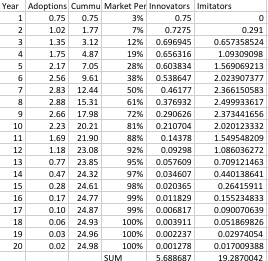 Year Adoptions Cummu Market Per Innovators Imitators
1 0.75 0.75 3% 0.75 0
2 1.02 1.77 7% 0.7275 0.291
3 1.35 3.12 12% 0.696945 0.657358524
4 1.75 4.87 19% 0.656316 1.09309098
5 2.17 7.05 28% 0.603834 1.569069213
6 2.56 9.61 38% 0.538647 2.023907377
7 2.83 12.44 50% 0.46177 2.366150583
8 2.88 15.31 61% 0.376932 2.499933617
9 2.66 17.98 72% 0.290626 2.373441656
10 2.23 20.21 81% 0.210704 2.020123332
11 1.69 21.90 88% 0.14378 1.549548209
12 1.18 23.08 92% 0.09298 1.086036272
13 0.77 23.85 95% 0.057609 0.709121463
14 0.47 24.32 97% 0.034607 0.440138641
15 0.28 24.61 98% 0.020365 0.26415911
16 0.17 24.77 99% 0.011829 0.155234833
17 0.10 24.87 99% 0.006817 0.090070639
18 0.06 24.93 100% 0.003911 0.051869826
19 0.03 24.96 100% 0.002237 0.02974054
20 0.02 24.98 100% 0.001278 0.017009388
SUM 5.688687 19.2870042